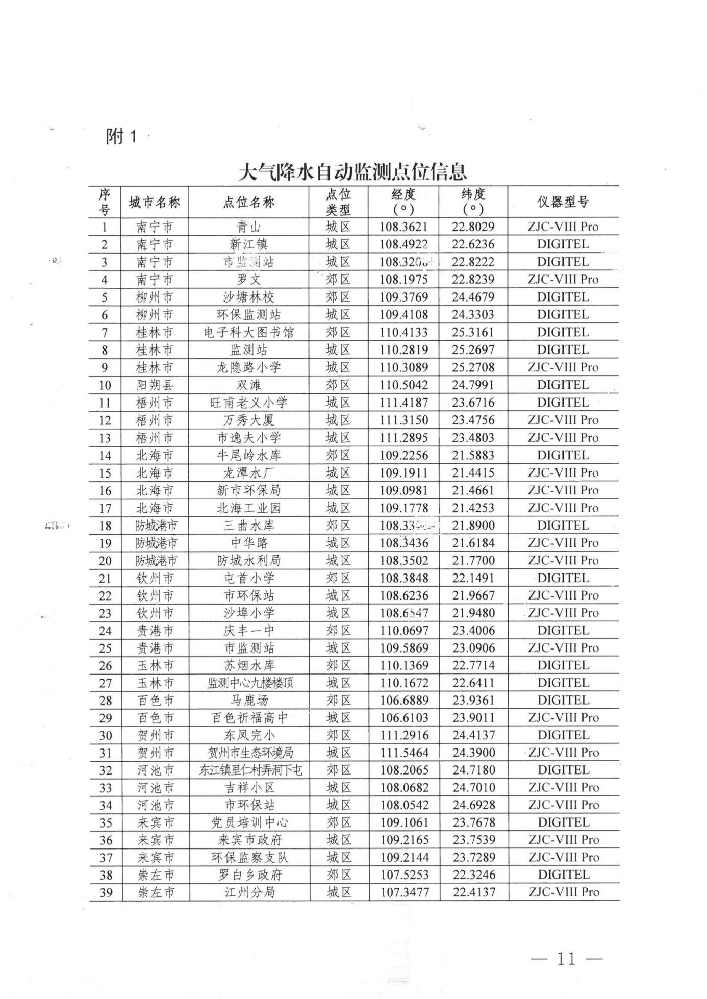 附 1
大气降水自动监测点位信息
序号 城市名称 点位名称 点位类型 经度(°) 纬度(°) 仪器型号
1 南宁市 青山 城区 108.3621 22.8029 ZJC-VIII Pro
2 南宁市 新江镇 城区 108.4922 22.6236 DIGITEL
3 南宁市 市监测站 城区 22.8222 DIGITEL
4 南宁市 罗文 郊区 108.1975 22.8239 ZJC-VIII Pro
5 柳州市 沙塘林校 郊区 109.3769 24.4679 DIGITEL
6 柳州市 环保监测站 城区 109.4108 24.3303 DIGITEL
7 桂林市 电子科大图书馆 郊区 110.4133 25.3161 DIGITEL
8 桂林市 监测站 城区 110.2819 25.2697 DIGITEL
9 桂林市 龙隐路小学 城区 110.3089 25.2708 ZJC-VIII Pro
10 阳朔县 双滩 郊区 110.5042 24.7991 DIGITEL
11 梧州市 旺甫老义小学 城区 111.4187 23.6716 DIGITEL
12 梧州市 万秀大厦 城区 111.3150 23.4756 ZJC-VIII Pro
13 梧州市 市逸夫小学 城区 111.2895 23.4803 ZJC-VIII Pro
14 北海市 牛尾岭水库 郊区 109.2256 21.5883 DIGITEL
15 北海市 龙潭水厂 城区 109.1911 21.4415 ZJC-VIII Pro
16 北海市 新市环保局 城区 109.0981 21.4661 ZJC-VIII Pro
17 北海市 北海工业园 城区 109.1778 21.4253 ZJC-VIII Pro
18 防城港市 三曲水库 郊区 21.8900 DIGITEL
19 防城港市 中华路 城区 108.3436 21.6184 ZJC-VIII Pro
20 防城港市 防城水利局 城区 108.3502 21.7700 ZJC-VIII Pro
21 钦州市 屯首小学 郊区 108.3848 22.1491 DIGITEL
22 钦州市 市环保站 城区 108.6236 21.9667 ZJC-VIII Pro
23 钦州市 沙埠小学 城区 108.6547 21.9480 ZJC-VIII Pro
24 贵港市 庆丰一中 郊区 110.0697 23.4006 DIGITEL
25 贵港市 市监测站 城区 109.5869 23.0906 ZJC-VIII Pro
26 玉林市 苏烟水库 郊区 110.1369 22.7714 DIGITEL
27 玉林市 监测中心九楼楼顶 城区 110.1672 22.6411 DIGITEL
28 百色市 马鹿场 郊区 106.6889 23.9361 DIGITEL
29 百色市 百色祈福高中 城区 106.6103 23.9011 ZJC-VIII Pro
30 贺州市 东凤完小 郊区 111.2916 24.4137 DIGITEL
31 贺州市 贺州市生态环境局 城区 111.5464 24.3900 ZJC-VIII Pro
32 河池市 东江镇里仁村弄洞下屯 郊区 108.2065 24.7180 DIGITEL
33 河池市 吉祥小区 城区 108.0682 24.7010 ZJC-VIII Pro
34 河池市 市环保站 城区 108.0542 24.6928 ZJC-VIII Pro
35 来宾市 党员培训中心 郊区 109.1061 23.7678 DIGITEL
36 来宾市 来宾市政府 城区 109.2165 23.7539 ZJC-VIII Pro
37 来宾市 环保监察支队 城区 109.2144 23.7289 ZJC-VIII Pro
38 崇左市 罗白乡政府 郊区 107.5253 22.3246 DIGITEL
39 崇左市 江州分局 城区 107.3477 22.4137 ZJC-VIII Pro
— 11 —